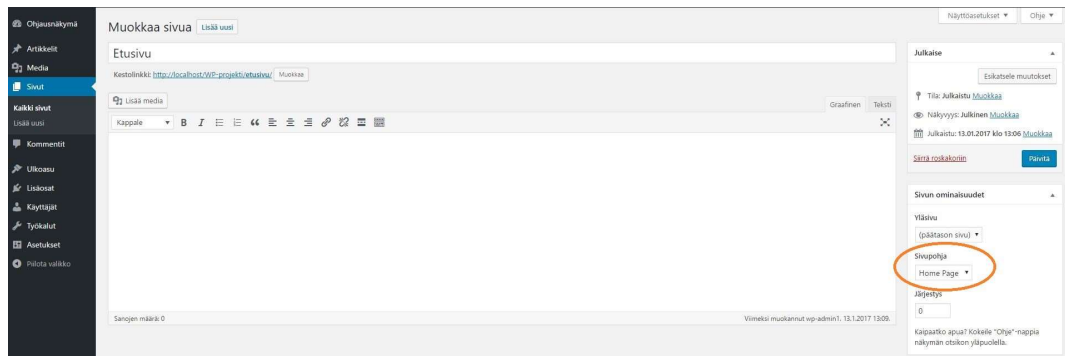 Ohjausnäkymä
Artikkelit
Media
Sivut
Kaikki sivut
Lisää uusi
Kommentit
Ulkoasu
Lisäosat
Käyttäjät
Työkalut
Asetukset
Piilota valikko
Näyttöasetukset
Ohje
Muokkaa sivua Lisää uusi
Etusivu
Kestolinkki: http://localhost/WP-projekti/etusivu/ Muokkaa
Lisää media
Graafinen Teksti
Kappale
Sanojen määrä: 0
Viimeksi muokannut wp-admin1, 13.1.2017 13:09.
Julkaise
Esikatsele muutokset
Tila: Julkaistu Muokkaa
Näkyvyys: Julkinen Muokkaa
Julkaistu: 13.01.2017 klo 13:06 Muokkaa
Siirrä roskakoriin
Päivitä
Sivun ominaisuudet
Yläsivu
(päätason sivu)
Sivupohja
Home Page
Järjestys
0
Kaipaatko apua? Kokeile "Ohje"-nappia
näkymän otsikon yläpuolella.